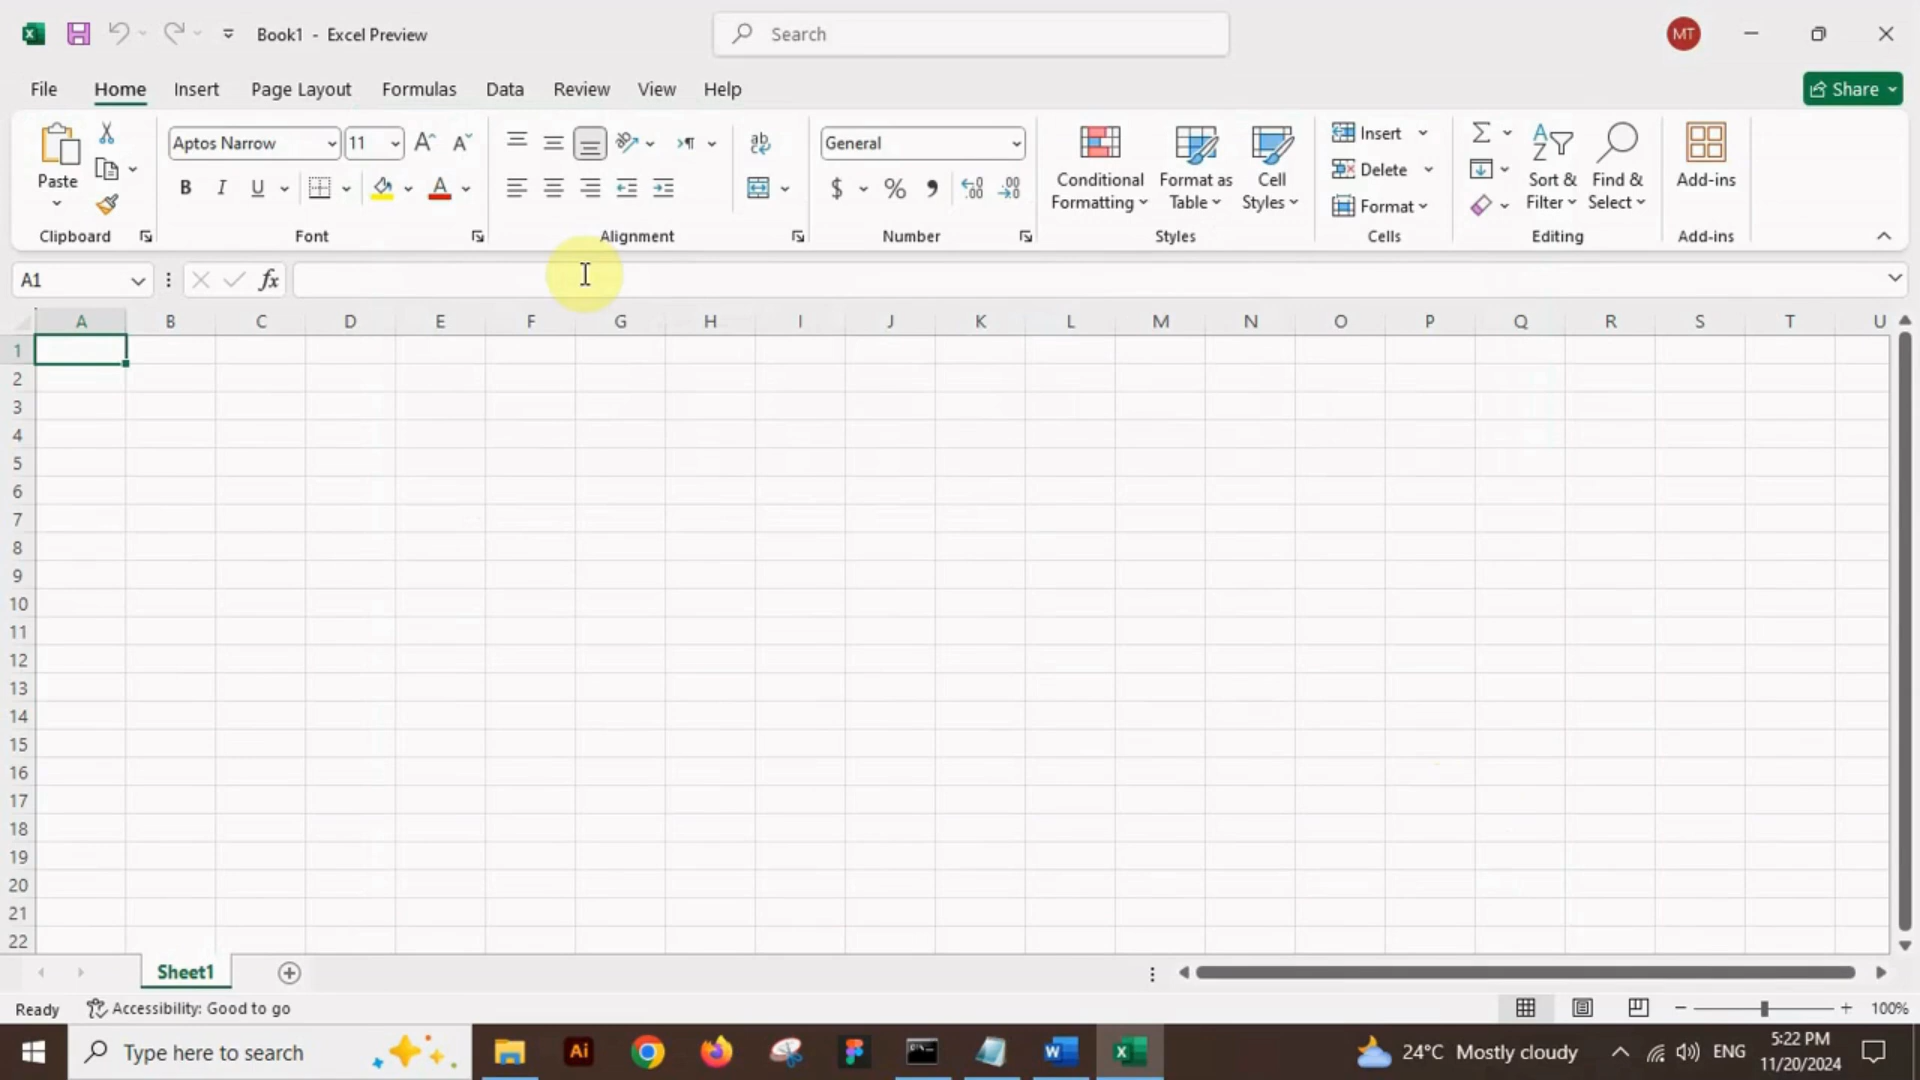 Book1 - Excel Preview
Search
MT
File Home Insert Page Layout Formulas Data Review View Help
Share
Aptos Narrow 11
General
Insert
Paste
Conditional Formatting
Format as Table
Cell Styles
Delete
Format
Sort & Filter
Find & Select
Add-ins
Clipboard Font Alignment Number Styles Cells Editing Add-ins
A1
A B C D E F G H I J K L M N O P Q R S T U
1
2
3
4
5
6
7
8
9
10
11
12
13
14
15
16
17
18
19
20
21
22
Sheet1
Ready Accessibility: Good to go 100%
Type here to search
24°C Mostly cloudy
ENG
5:22 PM
11/20/2024